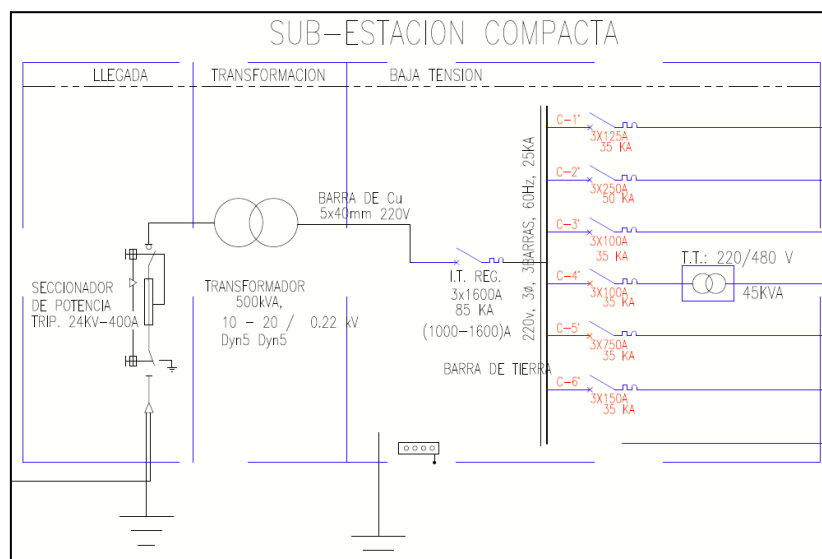 SUB-ESTACION COMPACTA
LLEGADA
TRANSFORMACION
BAJA TENSION
SECCIONADOR
DE POTENCIA
TRIP. 24KV-400A
TRANSFORMADOR
500kVA,
10 - 20 / 0.22 kV
Dyn5 Dyn5
BARRA DE Cu
5x40mm 220V
I.T. REG.
3x1600A
85 KA
(1000-1600)A
BARRA DE TIERRA
220v, 3ø, 3BARRAS, 60Hz, 25KA
C-1'
3X125A
35 KA
C-2'
3X250A
50 KA
C-3'
3X100A
35 KA
C-4'
3X100A
35 KA
T.T.: 220/480 V
45KVA
C-5'
3X750A
35 KA
C-6'
3X150A
35 KA